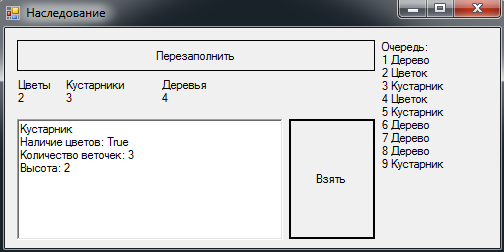 Наследование
Перезаполнить
Цветы Кустарники Деревья
2 3 4
Кустарник
Наличие цветов: True
Количество веточек: 3
Высота: 2
Взять
Очередь:
1 Дерево
2 Цветок
3 Кустарник
4 Цветок
5 Кустарник
6 Дерево
7 Дерево
8 Дерево
9 Кустарник